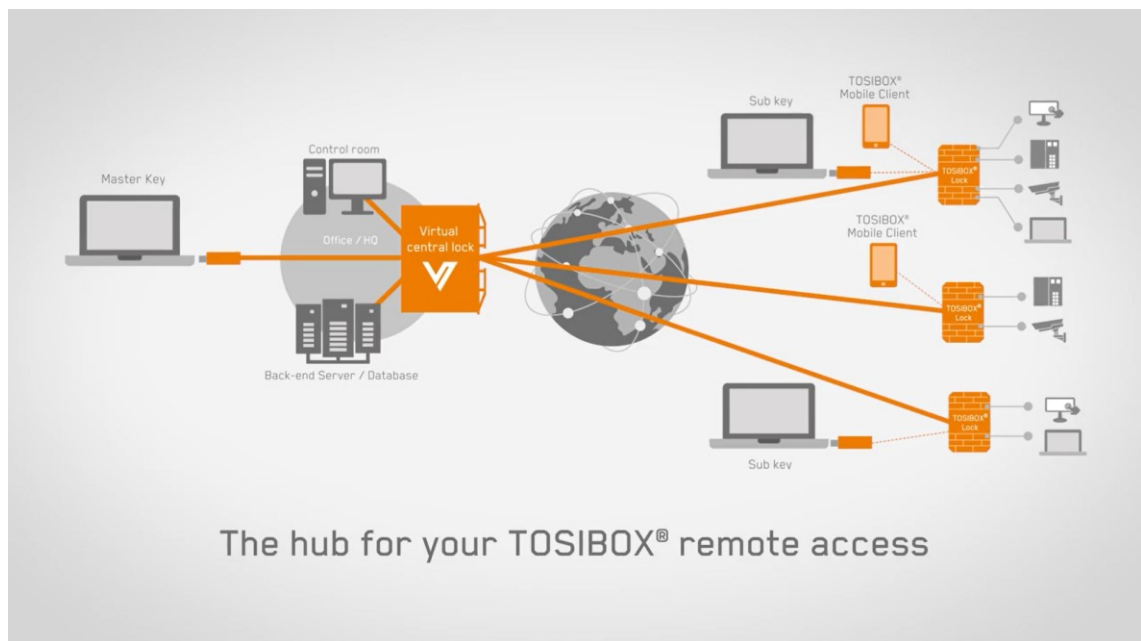 Master Key
Control room
Office / HQ
Virtual
central lock
Back-end Server / Database
Sub key
TOSIBOX®
Mobile Client
TOSIBOX®
Lock
TOSIBOX®
Mobile Client
TOSIBOX®
Lock
Sub key
TOSIBOX®
Lock
The hub for your TOSIBOX® remote access